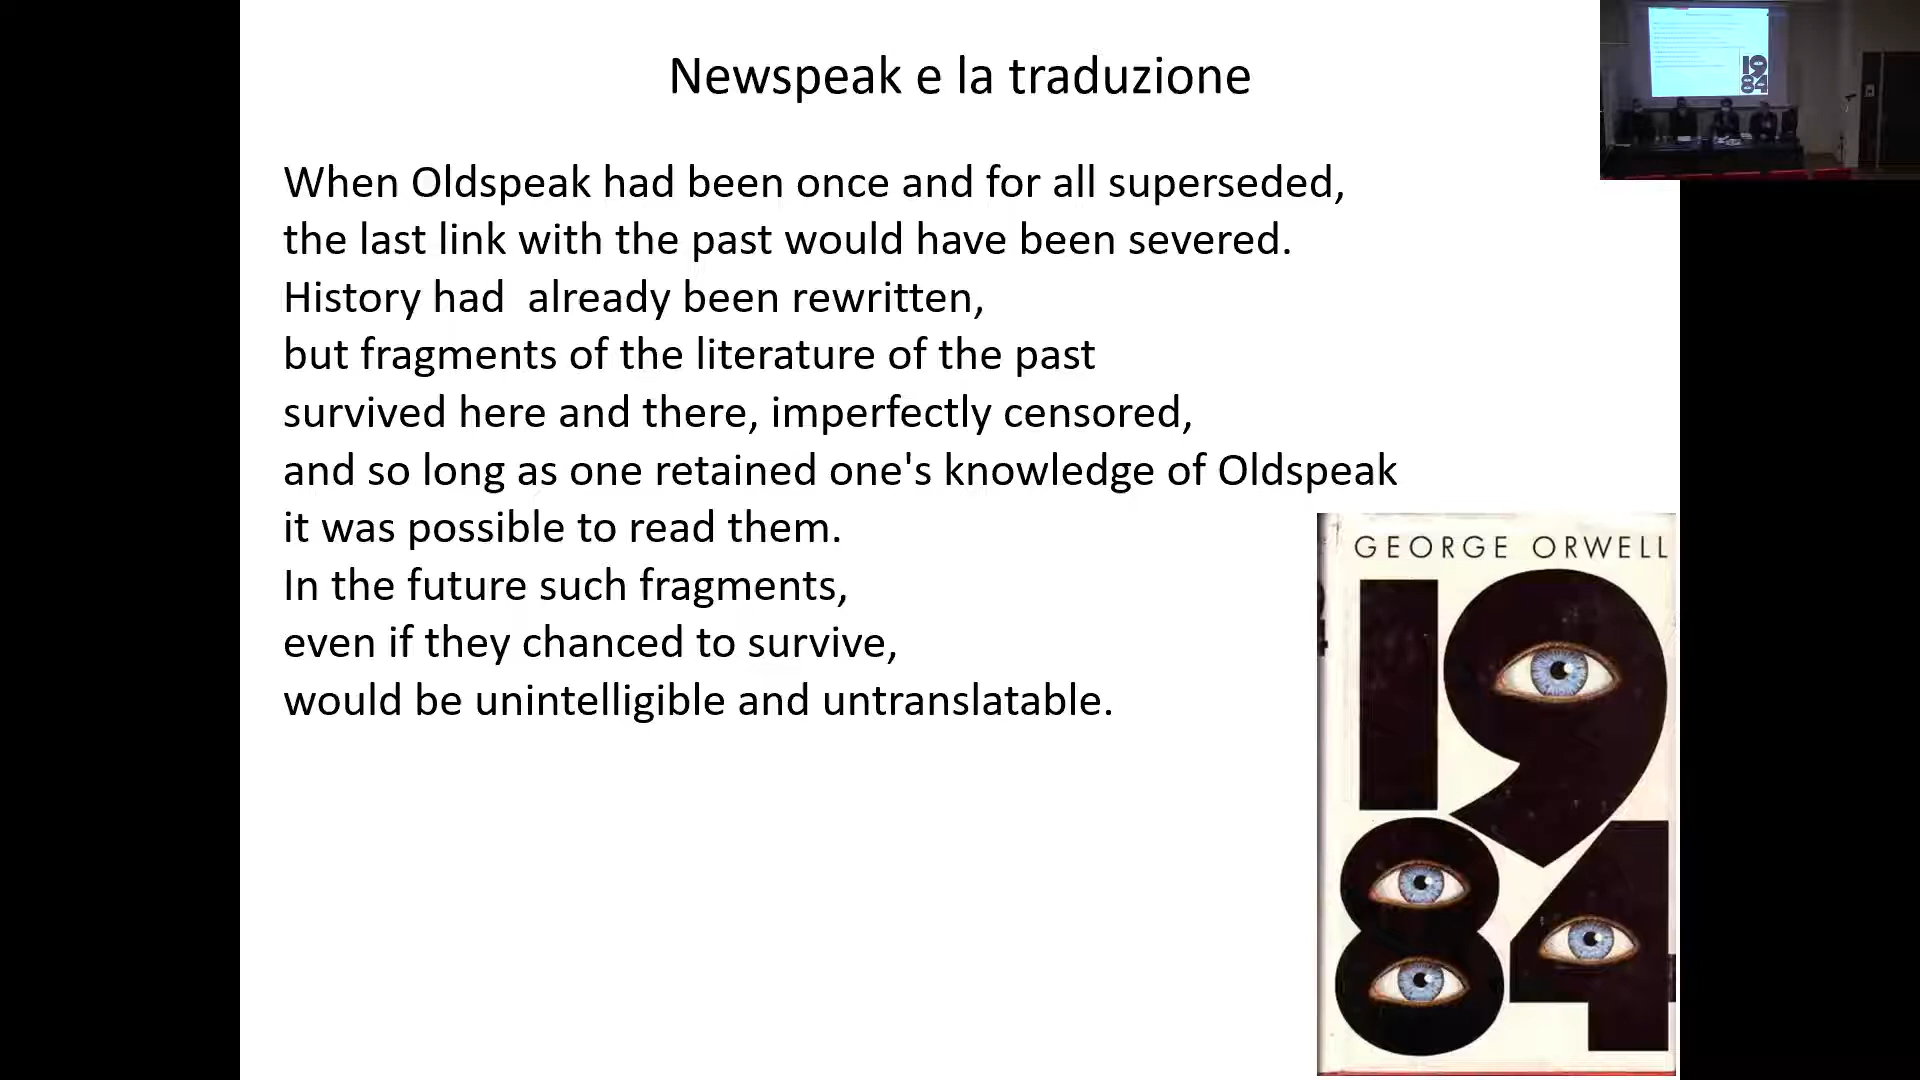 Newspeak e la traduzione
When Oldspeak had been once and for all superseded,
the last link with the past would have been severed.
History had  already been rewritten,
but fragments of the literature of the past
survived here and there, imperfectly censored,
and so long as one retained one's knowledge of Oldspeak
it was possible to read them.
In the future such fragments,
even if they chanced to survive,
would be unintelligible and untranslatable.
GEORGE ORWELL
19
84
19
84